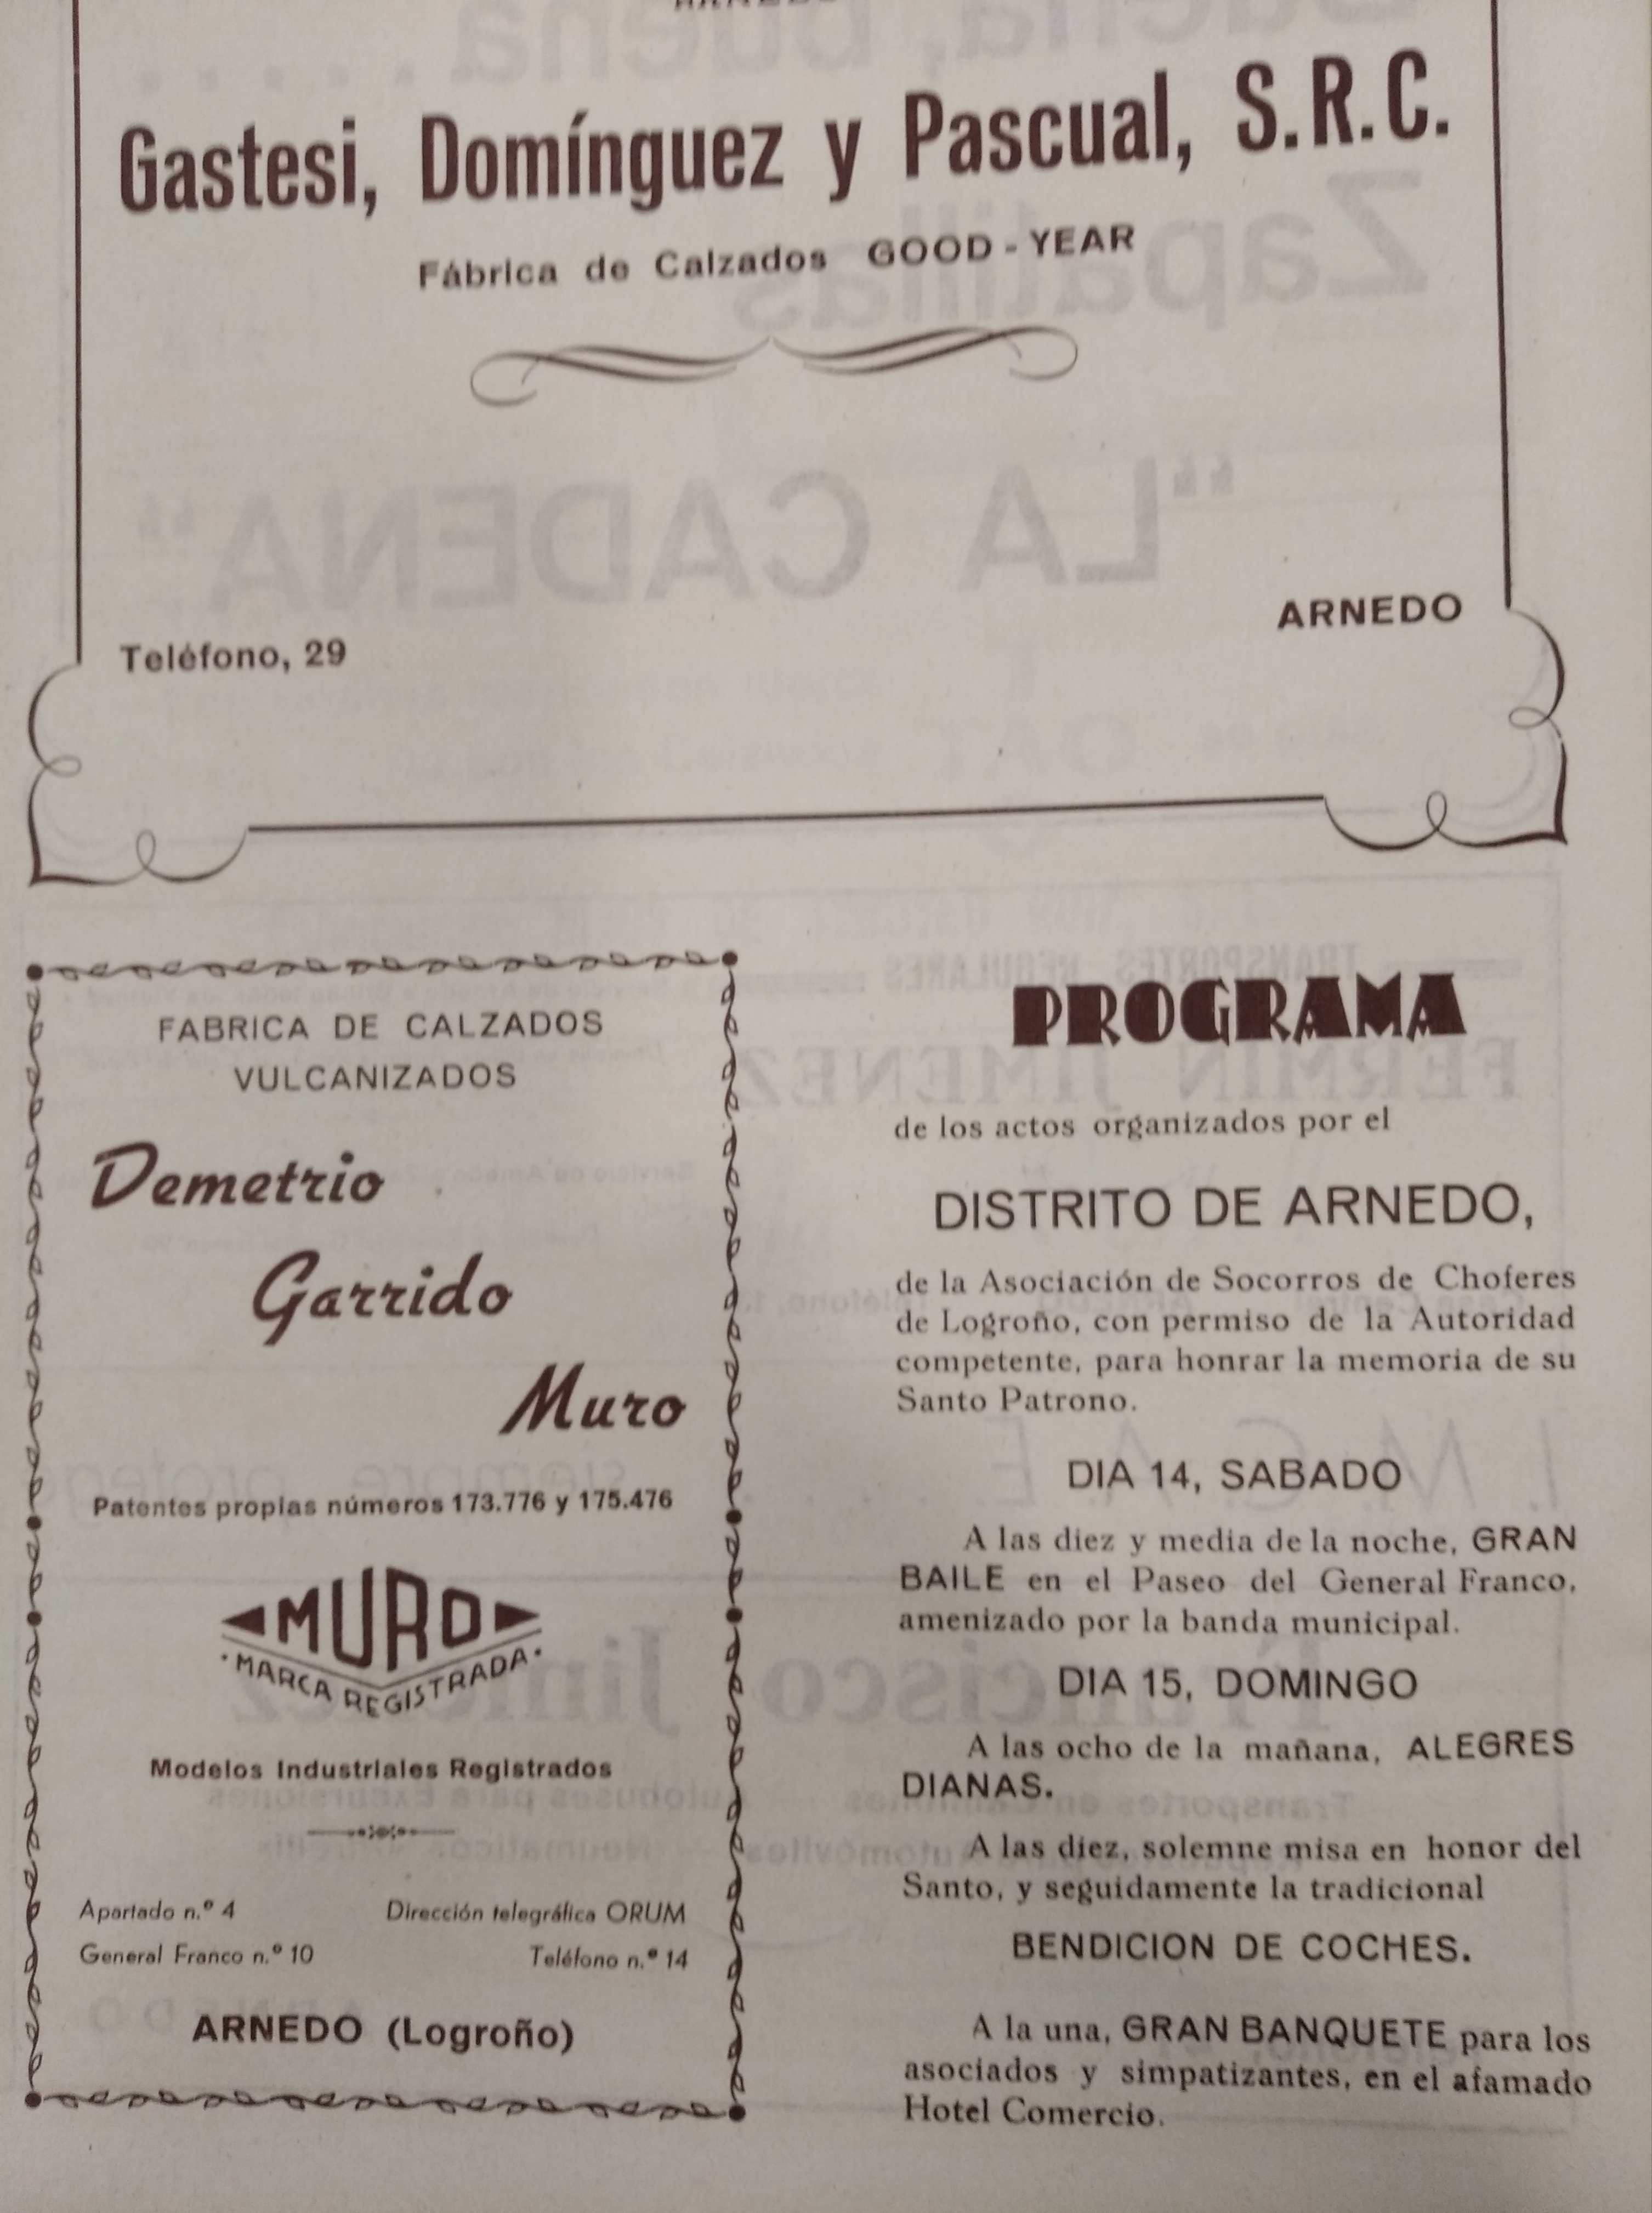 Gastesi, Domínguez y Pascual, S.R.C.
Fábrica de Calzados GOOD - YEAR
Teléfono, 29
ARNEDO
FABRICA DE CALZADOS
VULCANIZADOS
Demetrio
Garrido
Muro
Patentes propias números 173.776 y 175.476
MURO
· MARCA REGISTRADA ·
Modelos Industriales Registrados
Apartado n.º 4 Dirección telegráfica ORUM
General Franco n.º 10 Teléfono n.º 14
ARNEDO (Logroño)
PROGRAMA
de los actos organizados por el
DISTRITO DE ARNEDO,
de la Asociación de Socorros de Choferes
de Logroño, con permiso de la Autoridad
competente, para honrar la memoria de su
Santo Patrono.
DIA 14, SABADO
A las diez y media de la noche, GRAN
BAILE en el Paseo del General Franco,
amenizado por la banda municipal.
DIA 15, DOMINGO
A las ocho de la mañana, ALEGRES
DIANAS.
A las diez, solemne misa en honor del
Santo, y seguidamente la tradicional
BENDICION DE COCHES.
A la una, GRAN BANQUETE para los
asociados y simpatizantes, en el afamado
Hotel Comercio.